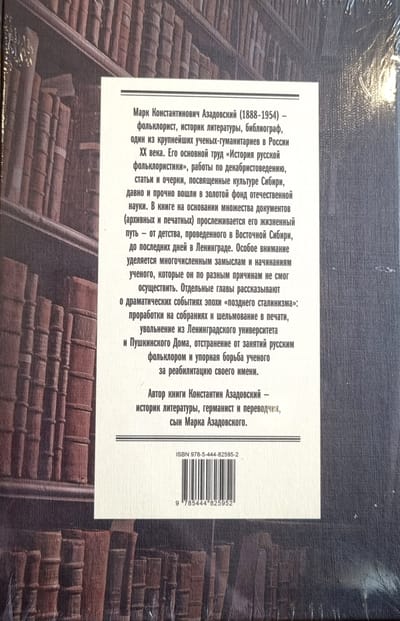 Марк Константинович Азадовский (1888-1954) –
фольклорист, историк литературы, библиограф,
один из крупнейших ученых-гуманитариев в России
XX века. Его основной труд "История русской
фольклористики", работы по декабристоведению,
статьи и очерки, посвященные культуре Сибири,
давно и прочно вошли в золотой фонд отечественной
науки. В книге на основании множества документов
(архивных и печатных) прослеживается его жизненный
путь – от детства, проведенного в Восточной Сибири,
до последних дней в Ленинграде. Особое внимание
уделяется многочисленным замыслам и начинаниям
ученого, которые он по разным причинам не смог
осуществить. Отдельные главы рассказывают
о драматических событиях эпохи «позднего сталинизма»:
проработки на собраниях и шельмование в печати,
увольнение из Ленинградского университета
и Пушкинского Дома, отстранение от занятий русским
фольклором и упорная борьба ученого
за реабилитацию своего имени.
Автор книги Константин Азадовский –
историк литературы, германист и переводчик,
сын Марка Азадовского.
ISBN 978-5-444-82595-2
9 785444 825952